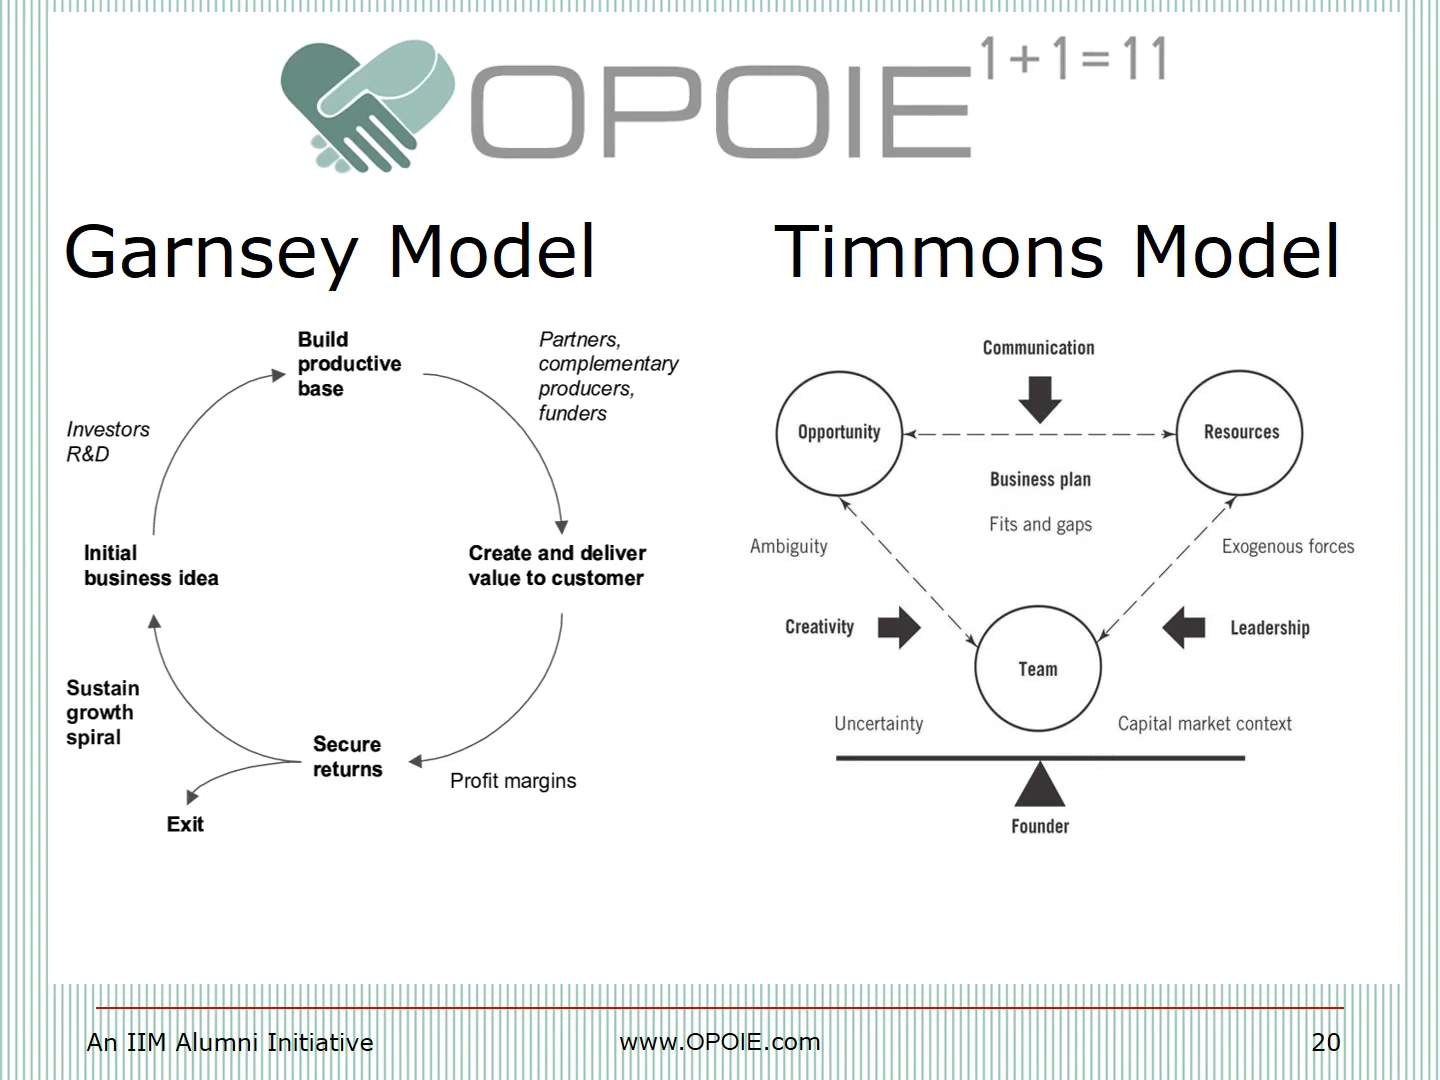 OPOIE 1+1=11
Garnsey Model
Build
productive
base
Partners,
complementary
producers,
funders
Investors
R&D
Initial
business idea
Create and deliver
value to customer
Sustain
growth
spiral
Secure
returns
Profit margins
Exit
Timmons Model
Communication
Opportunity
Resources
Business plan
Fits and gaps
Ambiguity
Exogenous forces
Creativity
Leadership
Team
Uncertainty
Capital market context
Founder
An IIM Alumni Initiative
www.OPOIE.com
20